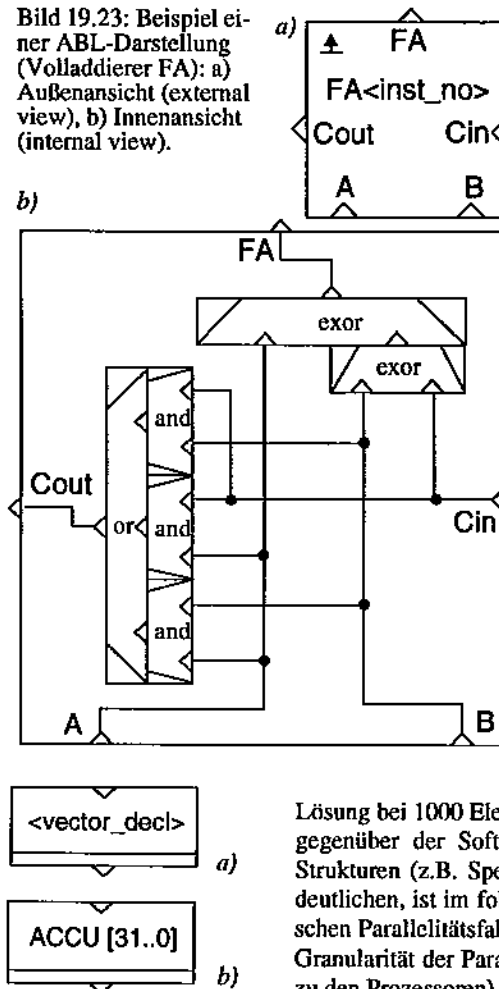 Bild 19.23: Beispiel ei-
ner ABL-Darstellung
(Volladdierer FA): a)
Außenansicht (external
view), b) Innenansicht
(internal view).
a)
FA
FA<inst_no>
Cout Cin
A B
b)
FA
exor
exor
and
Cout
or and
Cin
and
A B
<vector_decl>
a)
ACCU [31..0]
b)
Lösung bei 1000 Ele
gegenüber der Soft
Strukturen (z.B. Spe
deutlichen, ist im fol
schen Parallelitätsfal
Granularität der Para
zu den Prozessoren)